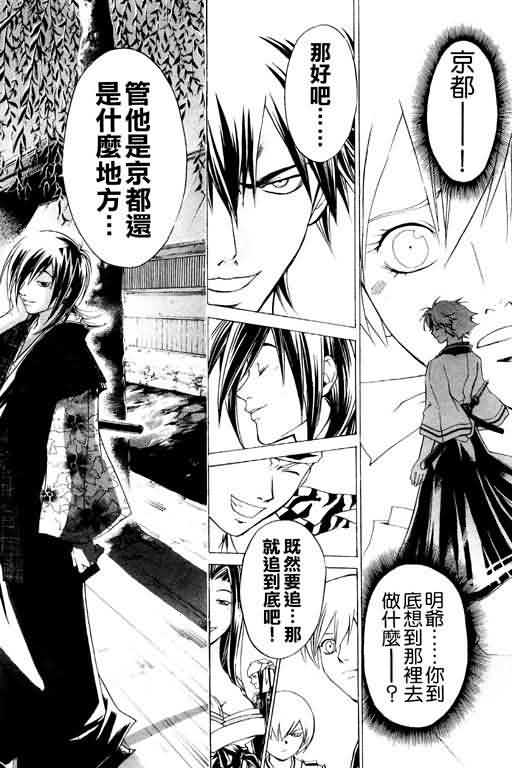 京都
——！
明爺……你到
底想到那裡去
做什麼——？
那好吧……
既然要追…那
就追到底吧！
管他是京都還
是什麼地方…